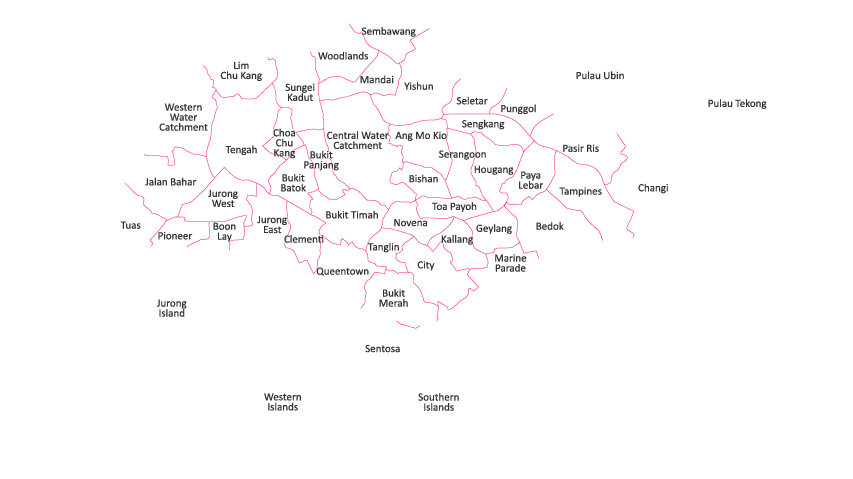 Sembawang
Woodlands
Lim
Chu Kang
Mandai
Pulau Ubin
Sungei
Kadut
Yishun
Seletar
Pulau Tekong
Punggol
Western
Water
Catchment
Sengkang
Choa
Chu
Kang
Central Water
Catchment
Ang Mo Kio
Tengah
Pasir Ris
Bukit
Panjang
Serangoon
Hougang
Paya
Lebar
Jalan Bahar
Bukit
Batok
Bishan
Changi
Tampines
Jurong
West
Toa Payoh
Bukit Timah
Tuas
Jurong
East
Novena
Bedok
Boon
Lay
Geylang
Pioneer
Clementi
Kallang
Tanglin
Marine
Parade
City
Queentown
Bukit
Merah
Jurong
Island
Sentosa
Western
Islands
Southern
Islands